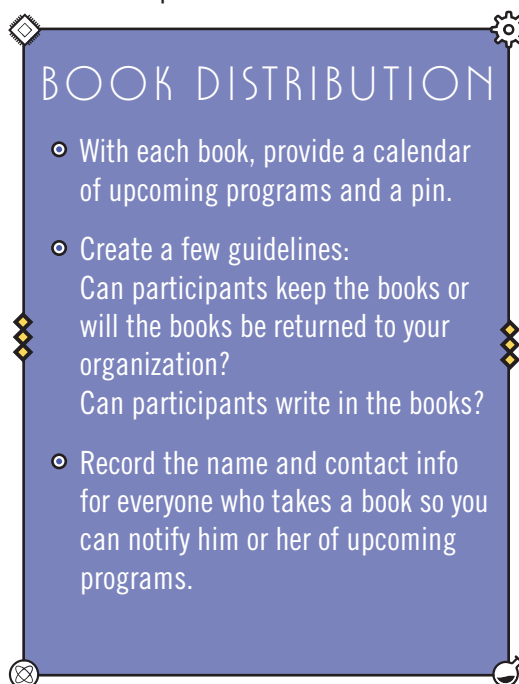 BOOK DISTRIBUTION
With each book, provide a calendar
of upcoming programs and a pin.
Create a few guidelines:
Can participants keep the books or
will the books be returned to your
organization?
Can participants write in the books?
Record the name and contact info
for everyone who takes a book so you
can notify him or her of upcoming
programs.